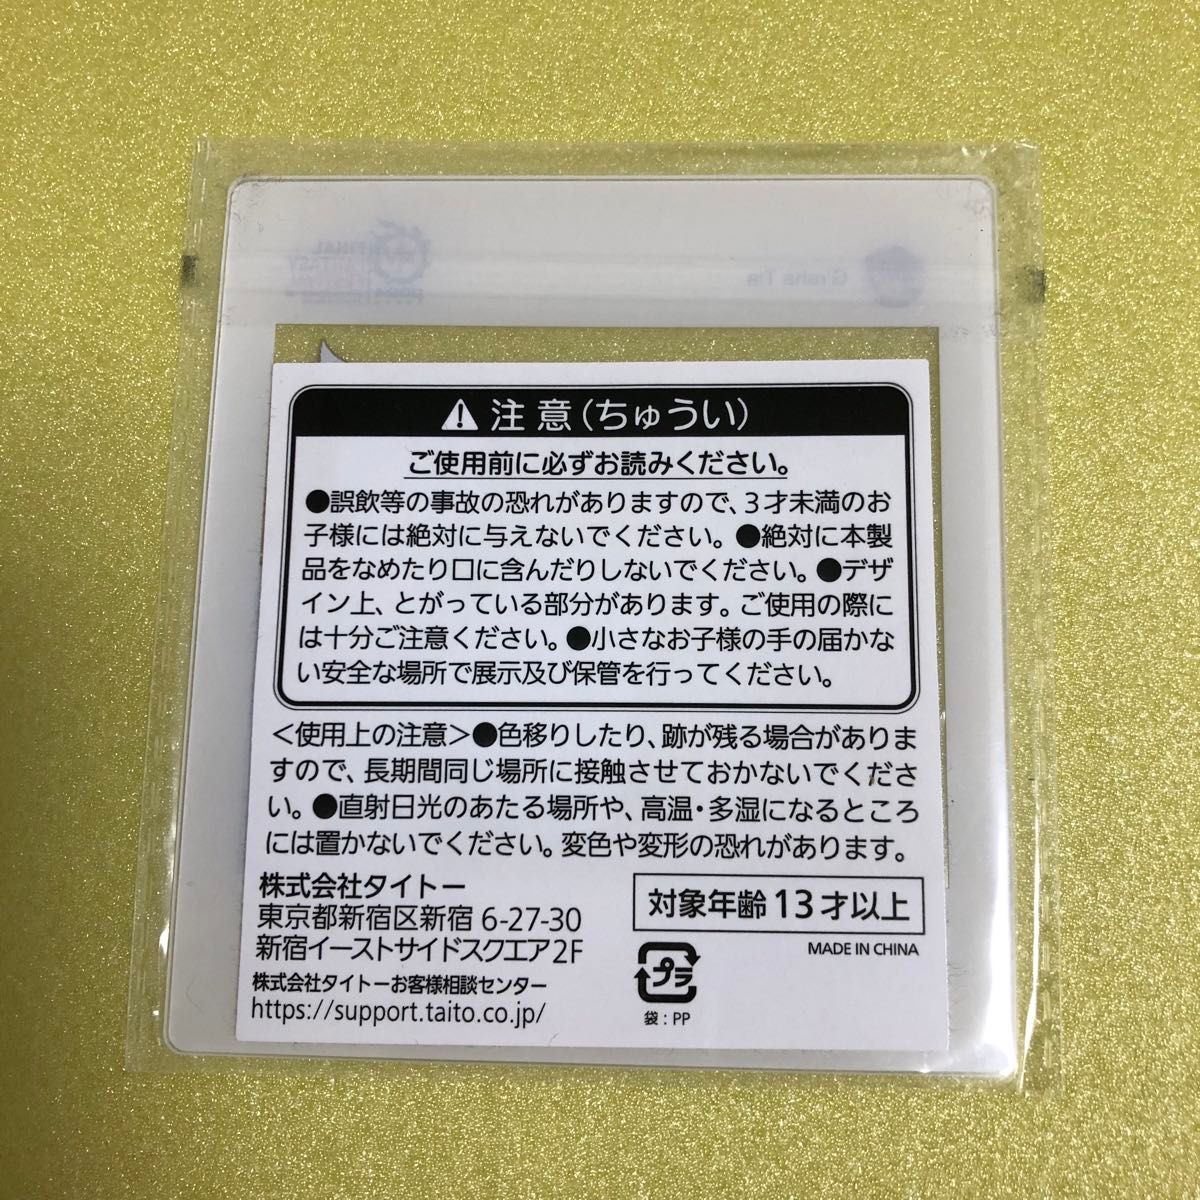 G'raha Tia
FINAL
注意(ちゅうい)
ご使用前に必ずお読みください。
●誤飲等の事故の恐れがありますので、3才未満のお
子様には絶対に与えないでください。●絶対に本製
品をなめたり口に含んだりしないでください。●デザ
イン上、とがっている部分があります。ご使用の際に
は十分ご注意ください。●小さなお子様の手の届かな
い安全な場所で展示及び保管を行ってください。
<使用上の注意>●色移りしたり、跡が残る場合がありま
すので、長期間同じ場所に接触させておかないでくださ
い。●直射日光のあたる場所や、高温・多湿になるところ
には置かないでください。変色や変形の恐れがあります。
株式会社タイトー
東京都新宿区新宿 6-27-30
新宿イーストサイドスクエア2F
株式会社タイトーお客様相談センター
https://support.taito.co.jp/
対象年齢13才以上
MADE IN CHINA
プラ
袋:PP